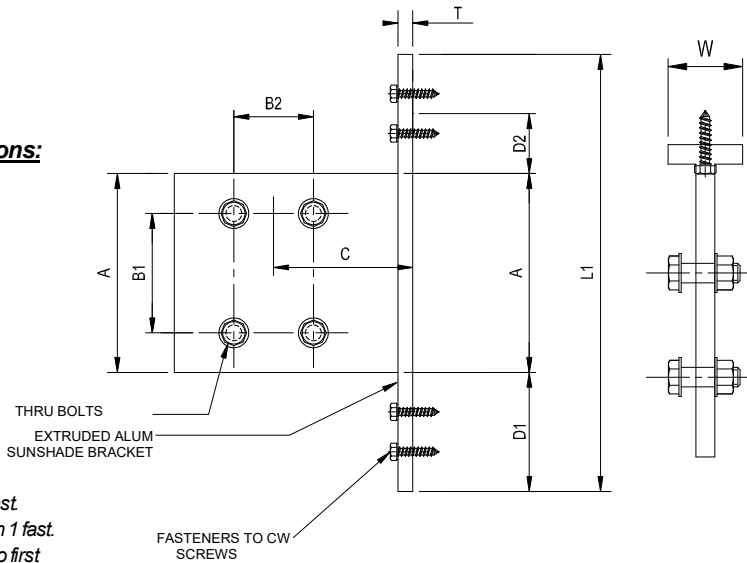 T
W
B2
ons:
D2
A
B1
C
A
L1
THRU BOLTS
EXTRUDED ALUM
SUNSHADE BRACKET
D1
st.
1 fast.
FASTENERS TO CW
SCREWS
o first